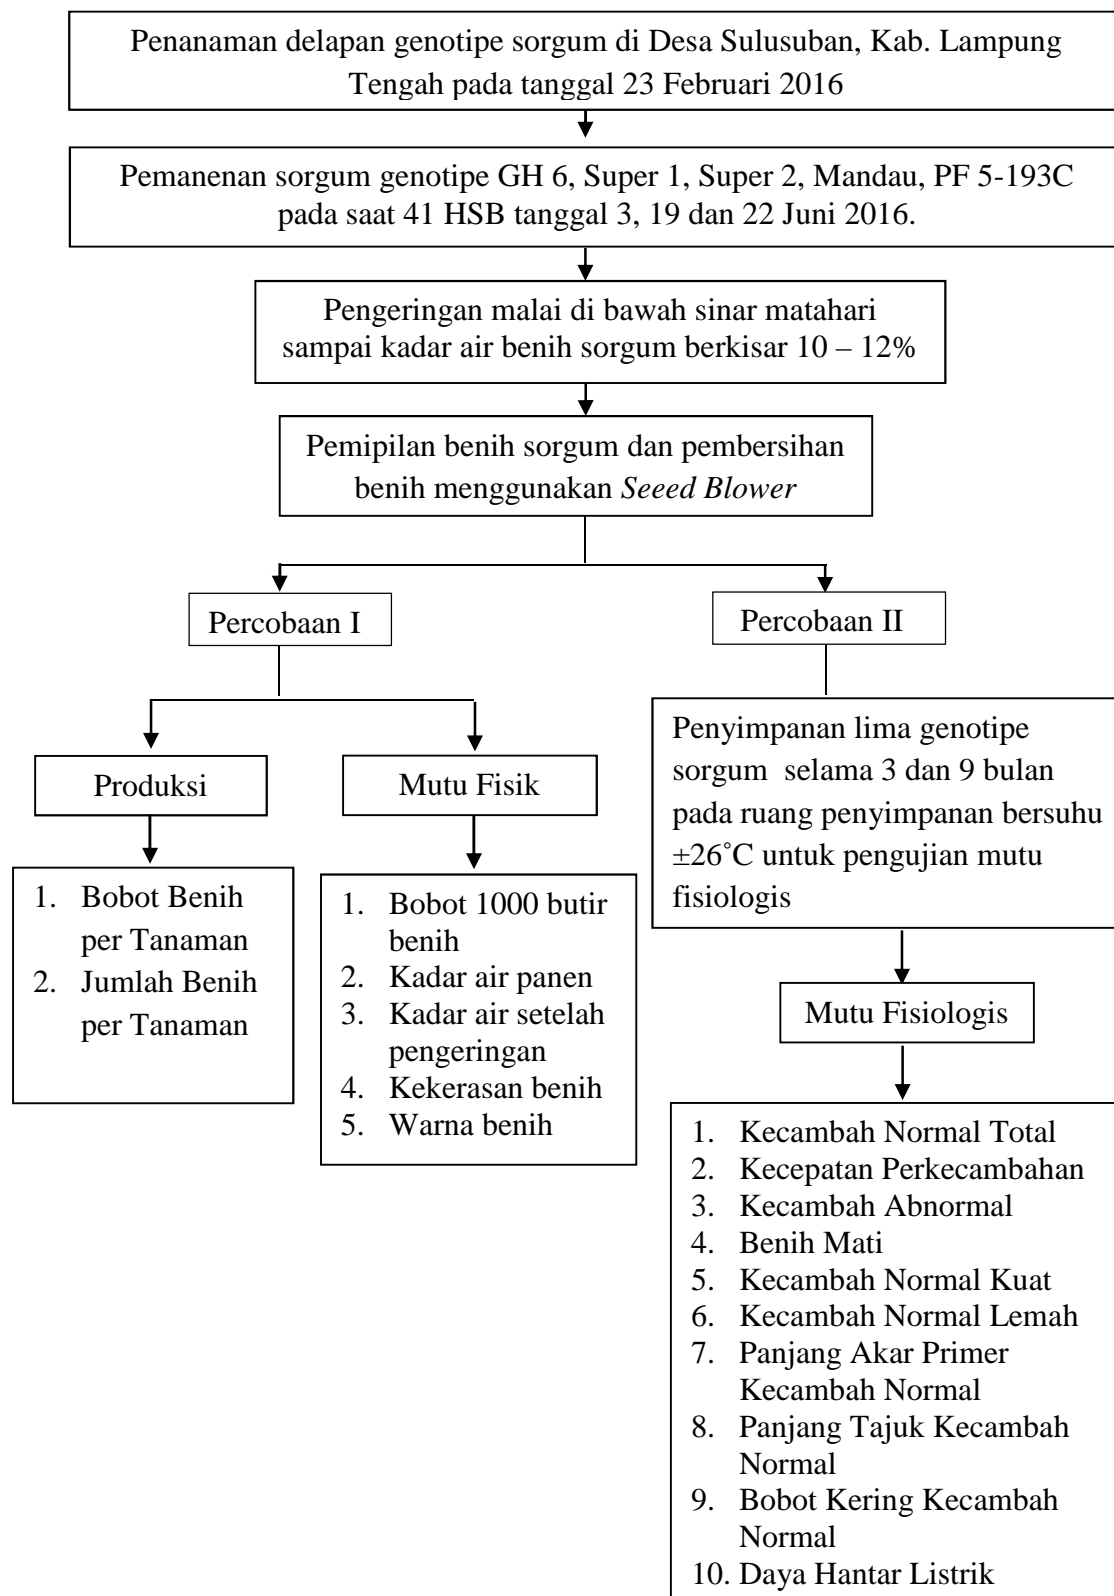 Penanaman delapan genotipe sorgum di Desa Sulusuban, Kab. Lampung
Tengah pada tanggal 23 Februari 2016
Pemanenan sorgum genotipe GH 6, Super 1, Super 2, Mandau, PF 5-193C
pada saat 41 HSB tanggal 3, 19 dan 22 Juni 2016.
Pengeringan malai di bawah sinar matahari
sampai kadar air benih sorgum berkisar 10 – 12%
Pemipilan benih sorgum dan pembersihan
benih menggunakan Seeed Blower
Percobaan I
Percobaan II
Produksi
Mutu Fisik
Penyimpanan lima genotipe
sorgum selama 3 dan 9 bulan
pada ruang penyimpanan bersuhu
±26˚C untuk pengujian mutu
fisiologis
1. Bobot Benih
per Tanaman
2. Jumlah Benih
per Tanaman
1. Bobot 1000 butir
benih
2. Kadar air panen
3. Kadar air setelah
pengeringan
4. Kekerasan benih
5. Warna benih
Mutu Fisiologis
1. Kecambah Normal Total
2. Kecepatan Perkecambahan
3. Kecambah Abnormal
4. Benih Mati
5. Kecambah Normal Kuat
6. Kecambah Normal Lemah
7. Panjang Akar Primer
Kecambah Normal
8. Panjang Tajuk Kecambah
Normal
9. Bobot Kering Kecambah
Normal
10. Daya Hantar Listrik